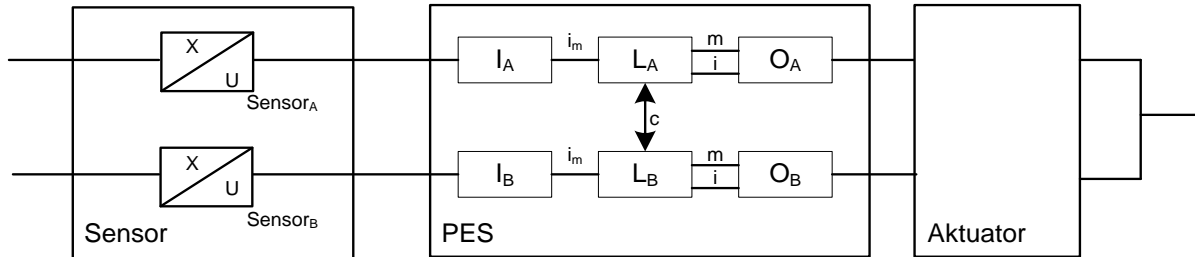 X
U
Sensor_A
I_A
i_m
L_A
m
i
O_A
c
X
U
Sensor_B
I_B
i_m
L_B
m
i
O_B
Sensor
PES
Aktuator